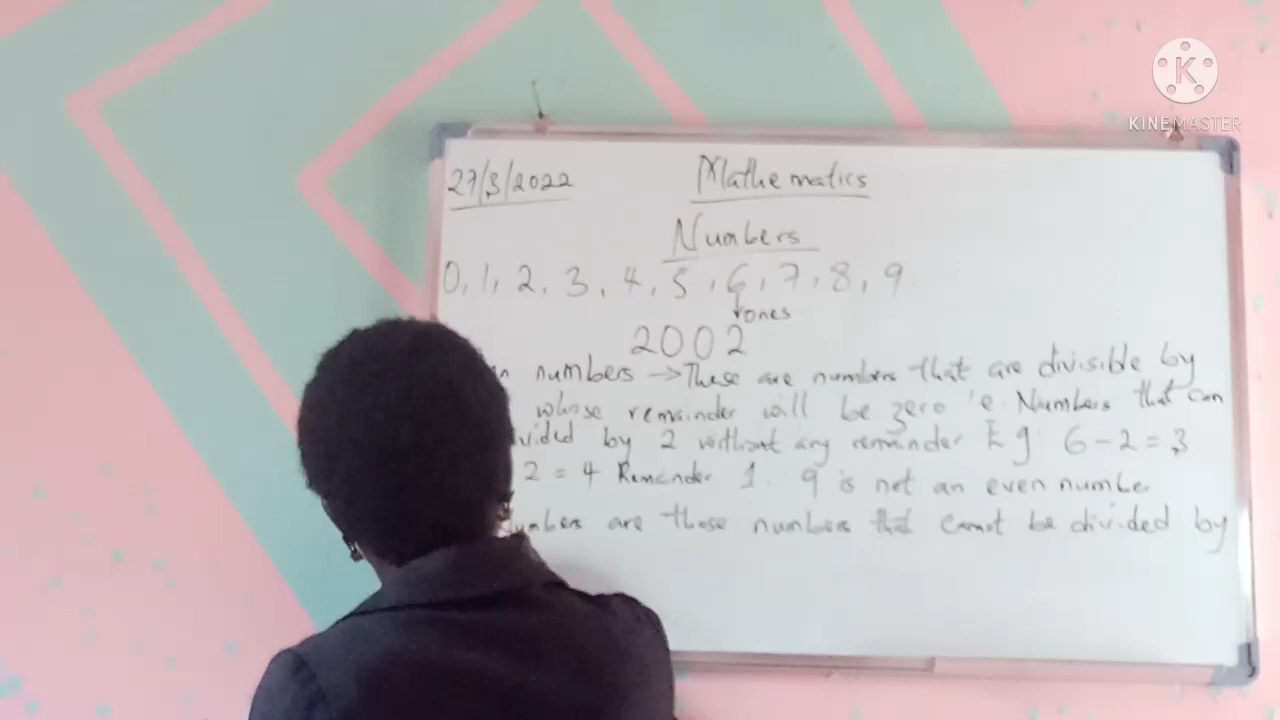 KINEMASTER
27/3/2022 Mathematics
Numbers
0, 1, 2, 3, 4, 5, 6, 7, 8, 9
ones
2002
numbers → These are numbers that are divisible by
whose remainder will be zero i.e. Numbers that can
by 2 without any remainder E.g. 6 - 2 = 3
2 = 4 Remainder 1. 9 is not an even numbe
are those numbers that cannot be divided by